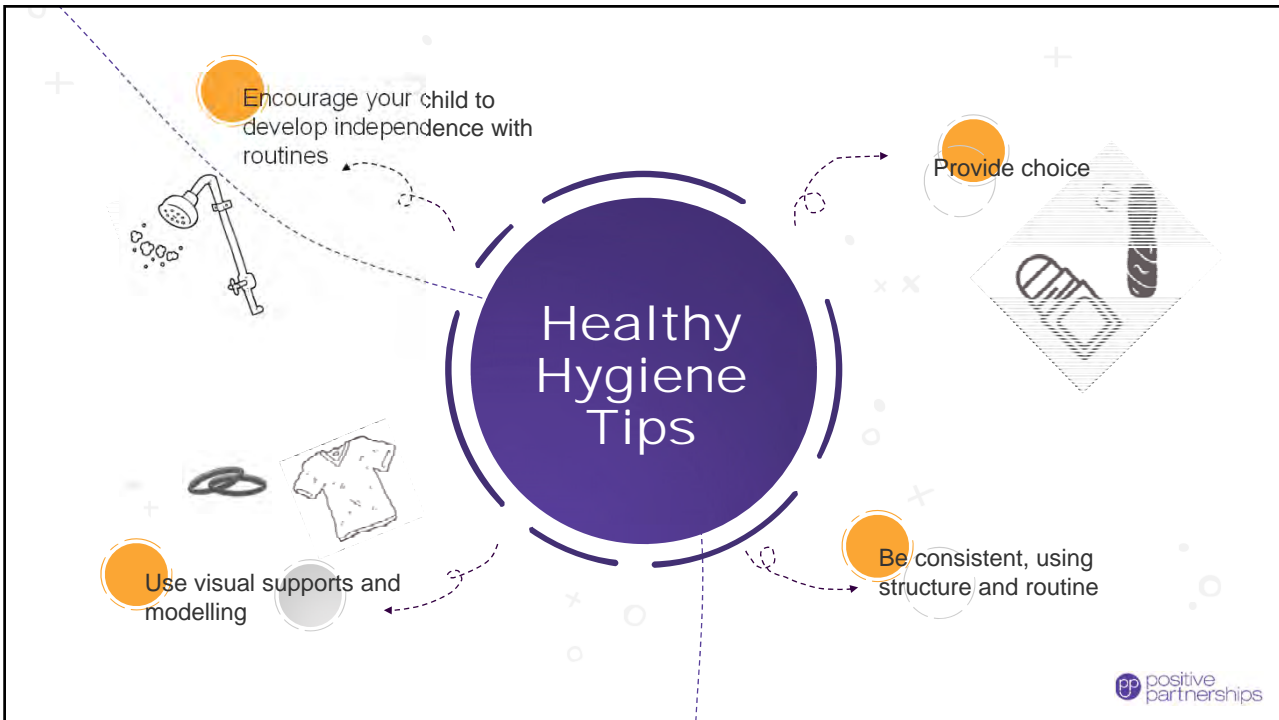 Encourage your child to
develop independence with
routines
Provide choice
Healthy
Hygiene
Tips
Use visual supports and
modelling
Be consistent, using
structure and routine
pp positive
partnerships